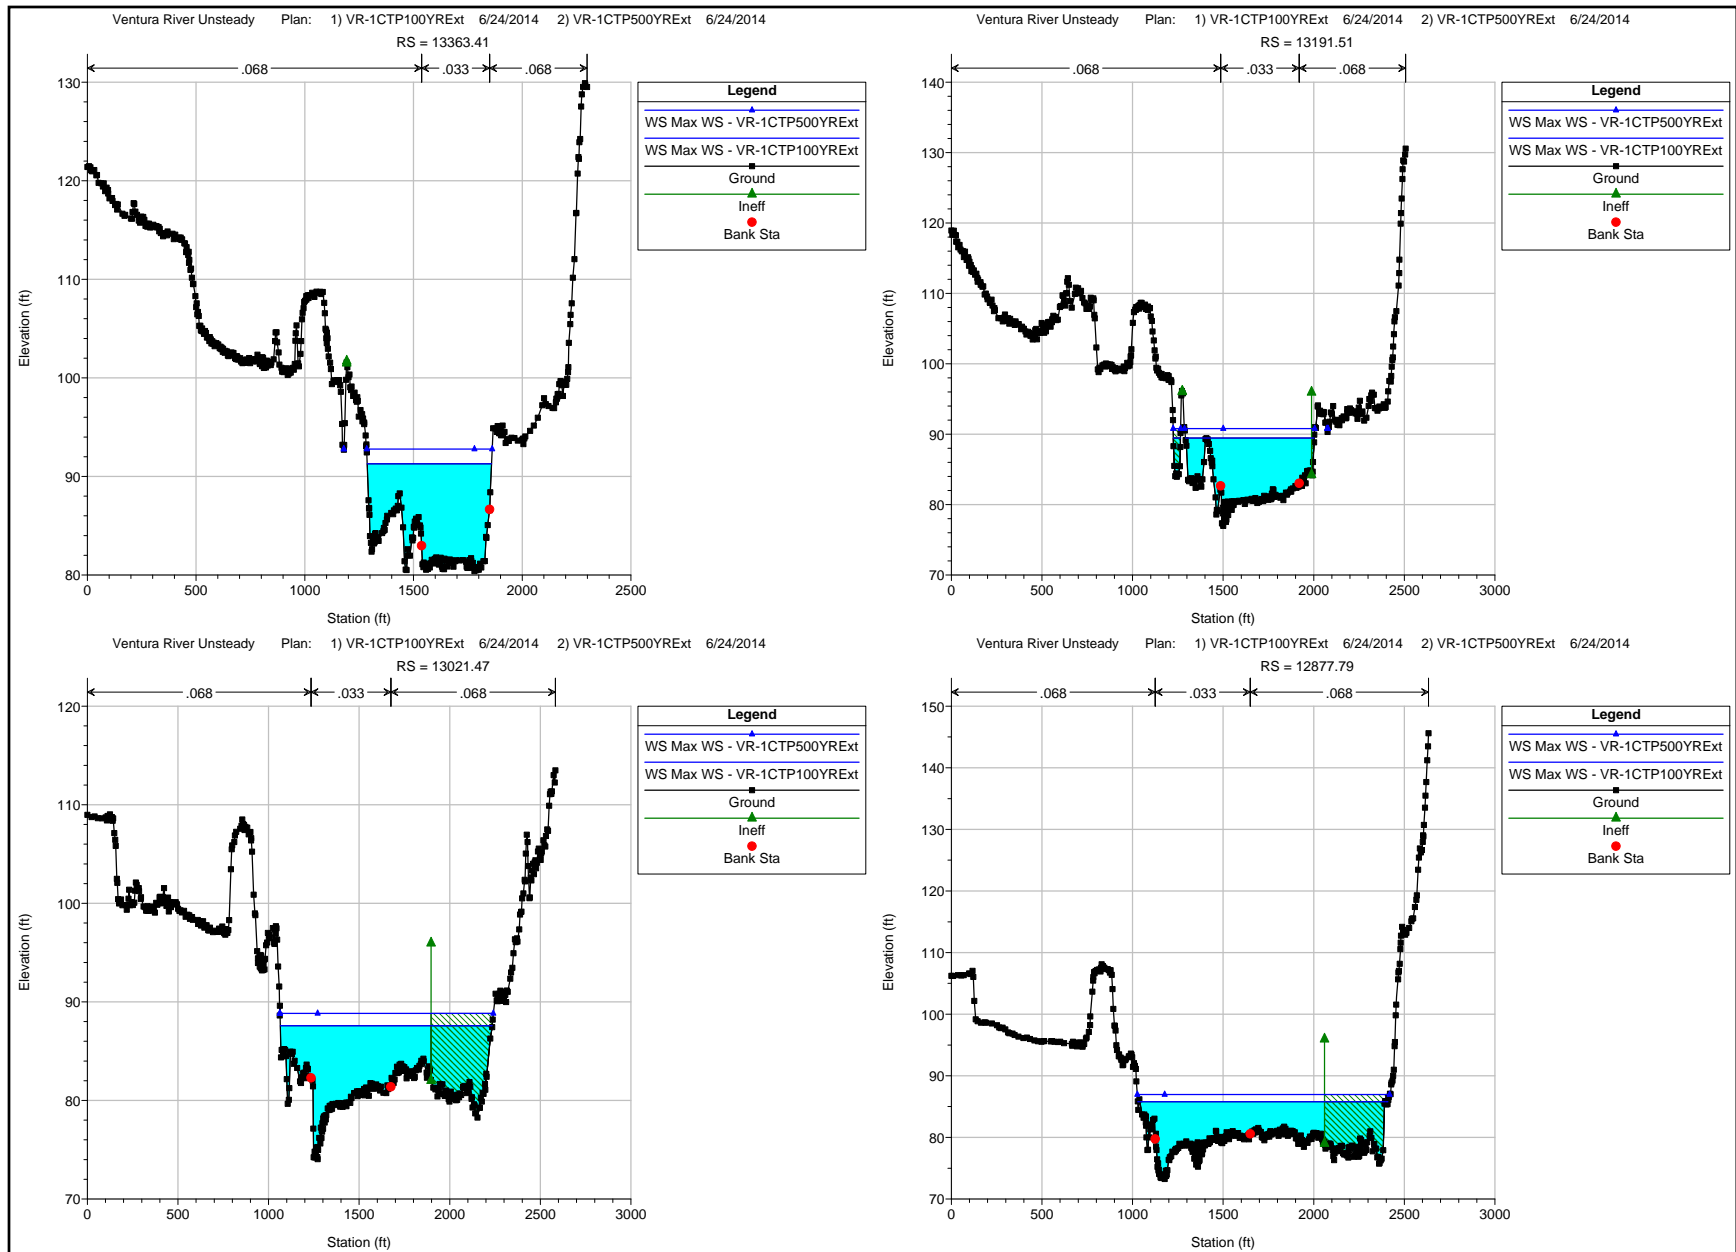 Ventura River Unsteady Plan: 1) VR-1CTP100YRExt 6/24/2014 2) VR-1CTP500YRExt 6/24/2014
RS = 13363.41
.068 .033 .068
Legend
WS Max WS - VR-1CTP500YRExt
WS Max WS - VR-1CTP100YRExt
Ground
Ineff
Bank Sta
130
120
110
100
90
80
0 500 1000 1500 2000 2500
Elevation (ft)
Station (ft)
Ventura River Unsteady Plan: 1) VR-1CTP100YRExt 6/24/2014 2) VR-1CTP500YRExt 6/24/2014
RS = 13191.51
.068 .033 .068
Legend
WS Max WS - VR-1CTP500YRExt
WS Max WS - VR-1CTP100YRExt
Ground
Ineff
Bank Sta
140
130
120
110
100
90
80
70
0 500 1000 1500 2000 2500 3000
Elevation (ft)
Station (ft)
Ventura River Unsteady Plan: 1) VR-1CTP100YRExt 6/24/2014 2) VR-1CTP500YRExt 6/24/2014
RS = 13021.47
.068 .033 .068
Legend
WS Max WS - VR-1CTP500YRExt
WS Max WS - VR-1CTP100YRExt
Ground
Ineff
Bank Sta
120
110
100
90
80
70
0 500 1000 1500 2000 2500 3000
Elevation (ft)
Station (ft)
Ventura River Unsteady Plan: 1) VR-1CTP100YRExt 6/24/2014 2) VR-1CTP500YRExt 6/24/2014
RS = 12877.79
.068 .033 .068
Legend
WS Max WS - VR-1CTP500YRExt
WS Max WS - VR-1CTP100YRExt
Ground
Ineff
Bank Sta
150
140
130
120
110
100
90
80
70
0 500 1000 1500 2000 2500 3000
Elevation (ft)
Station (ft)